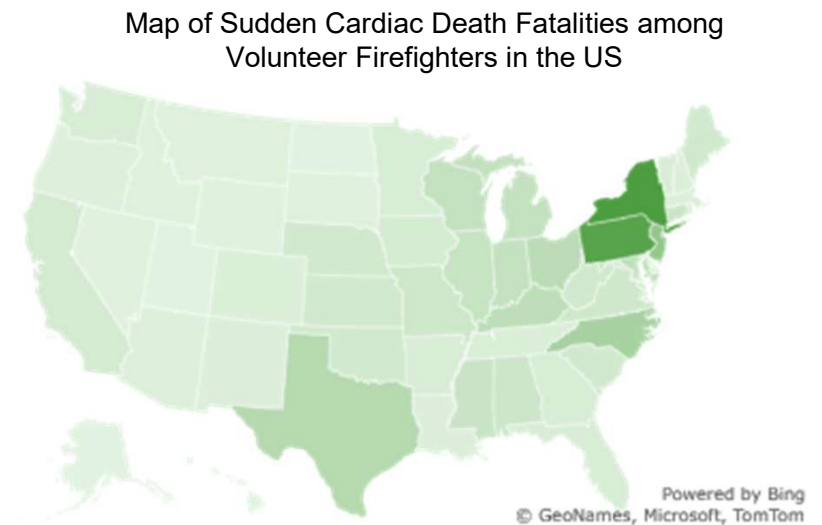 Map of Sudden Cardiac Death Fatalities among
Volunteer Firefighters in the US
Powered by Bing
© GeoNames, Microsoft, TomTom